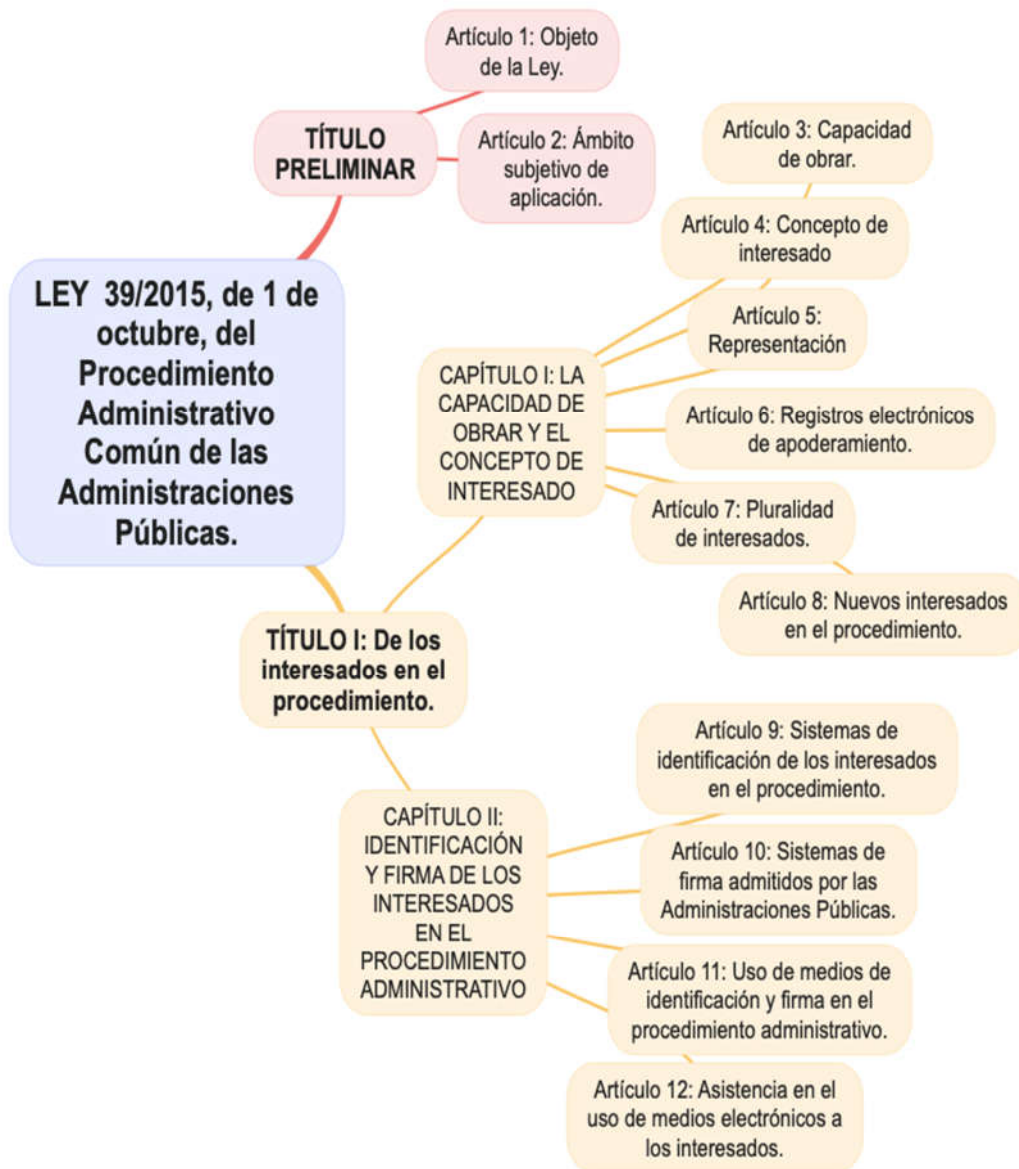 LEY 39/2015, de 1 de
octubre, del
Procedimiento
Administrativo
Común de las
Administraciones
Públicas.
TÍTULO
PRELIMINAR
Artículo 1: Objeto
de la Ley.
Artículo 2: Ámbito
subjetivo de
aplicación.
TÍTULO I: De los
interesados en el
procedimiento.
CAPÍTULO I: LA
CAPACIDAD DE
OBRAR Y EL
CONCEPTO DE
INTERESADO
Artículo 3: Capacidad
de obrar.
Artículo 4: Concepto de
interesado
Artículo 5:
Representación
Artículo 6: Registros electrónicos
de apoderamiento.
Artículo 7: Pluralidad
de interesados.
Artículo 8: Nuevos interesados
en el procedimiento.
CAPÍTULO II:
IDENTIFICACIÓN
Y FIRMA DE LOS
INTERESADOS
EN EL
PROCEDIMIENTO
ADMINISTRATIVO
Artículo 9: Sistemas de
identificación de los interesados
en el procedimiento.
Artículo 10: Sistemas de
firma admitidos por las
Administraciones Públicas.
Artículo 11: Uso de medios de
identificación y firma en el
procedimiento administrativo.
Artículo 12: Asistencia en el
uso de medios electrónicos a
los interesados.